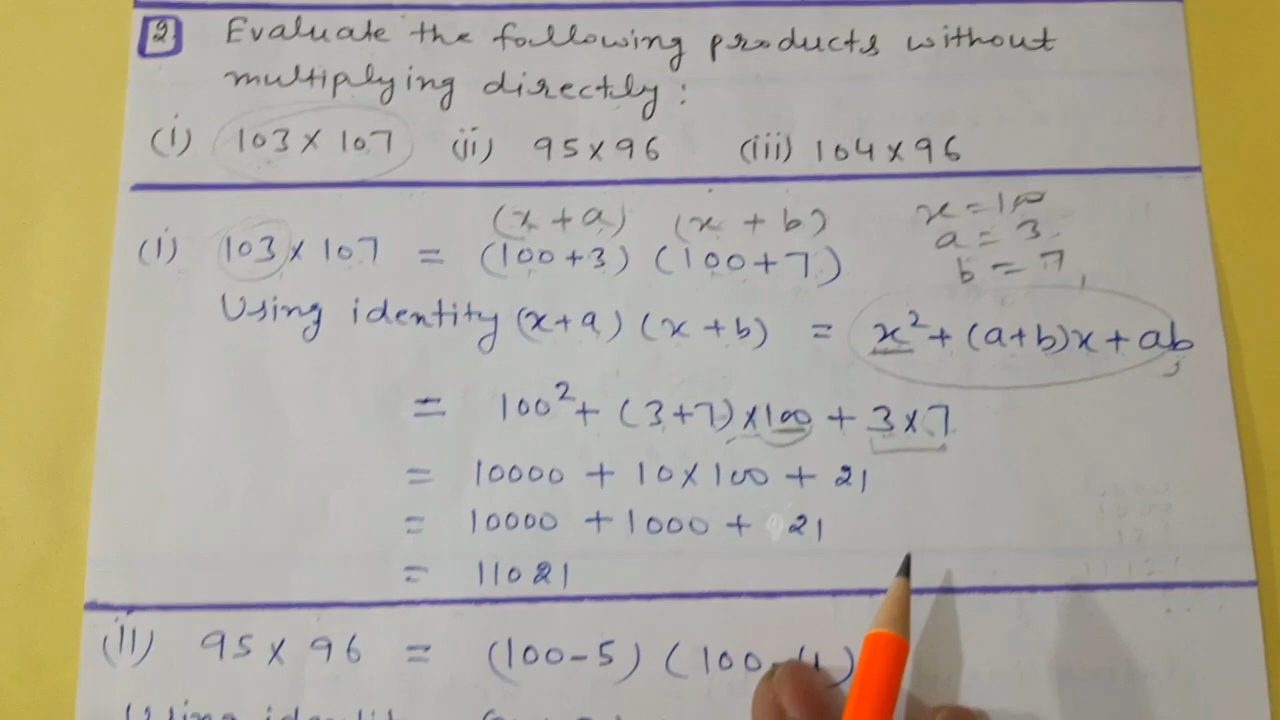 2. Evaluate the following products without
multiplying directly:
(i) 103 × 107 (ii) 95 × 96 (iii) 104 × 96
(x + a) (x + b)
x = 100
a = 3
b = 7
(i) 103 × 107 = (100 + 3) (100 + 7)
Using identity (x + a) (x + b) = x² + (a + b)x + ab
= 100² + (3 + 7) × 100 + 3 × 7
= 10000 + 10 × 100 + 21
= 10000 + 1000 + 21
= 11021
(ii) 95 × 96 = (100 - 5) (100 -
Using identity